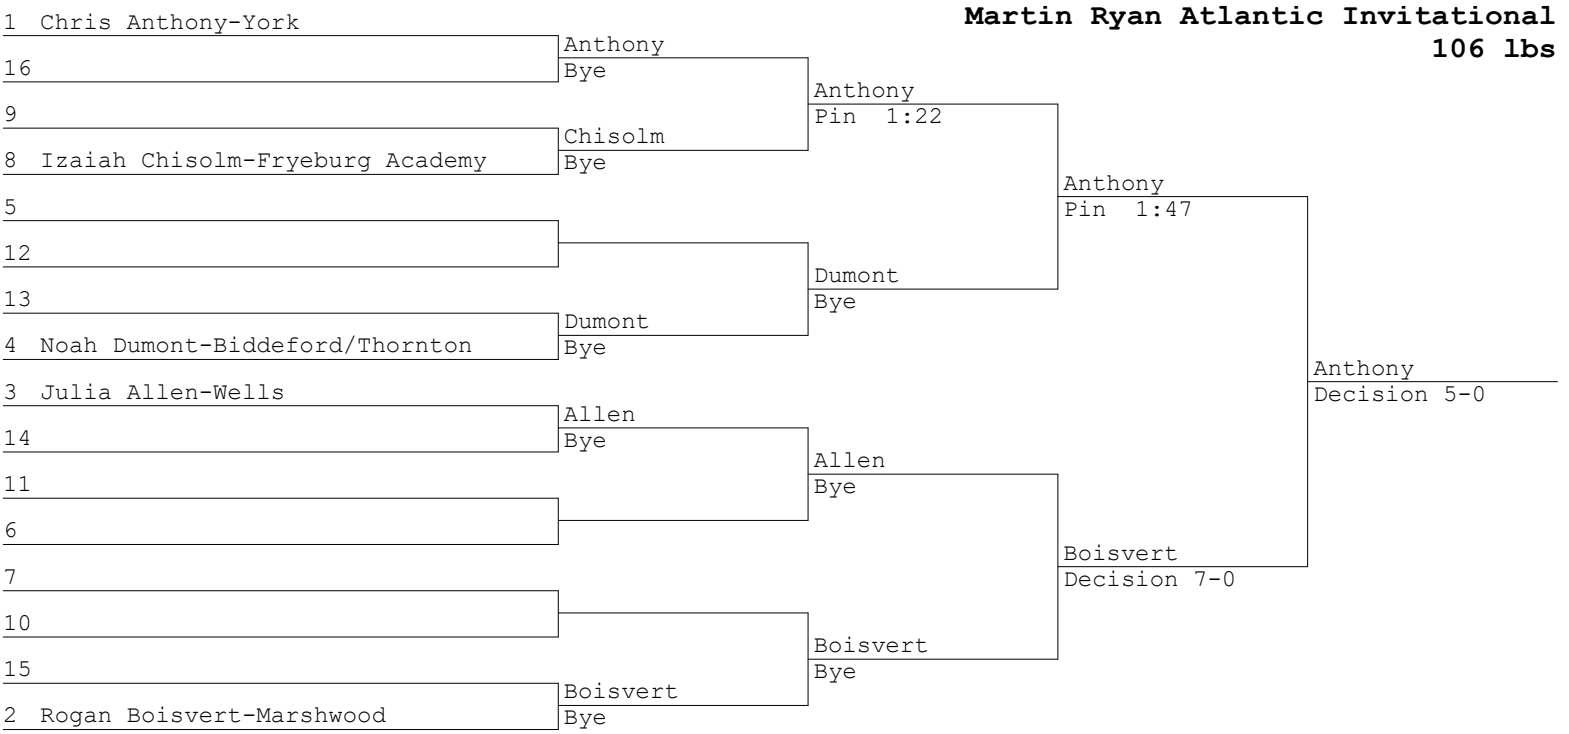 Martin Ryan Atlantic Invitational
106 lbs
1 Chris Anthony-York
16
9
8 Izaiah Chisolm-Fryeburg Academy
5
12
13
4 Noah Dumont-Biddeford/Thornton
3 Julia Allen-Wells
14
11
6
7
10
15
2 Rogan Boisvert-Marshwood
Anthony
Bye
Chisolm
Bye
Dumont
Bye
Allen
Bye
Boisvert
Bye
Anthony
Pin 1:22
Dumont
Bye
Allen
Bye
Boisvert
Bye
Anthony
Pin 1:47
Boisvert
Decision 7-0
Anthony
Decision 5-0